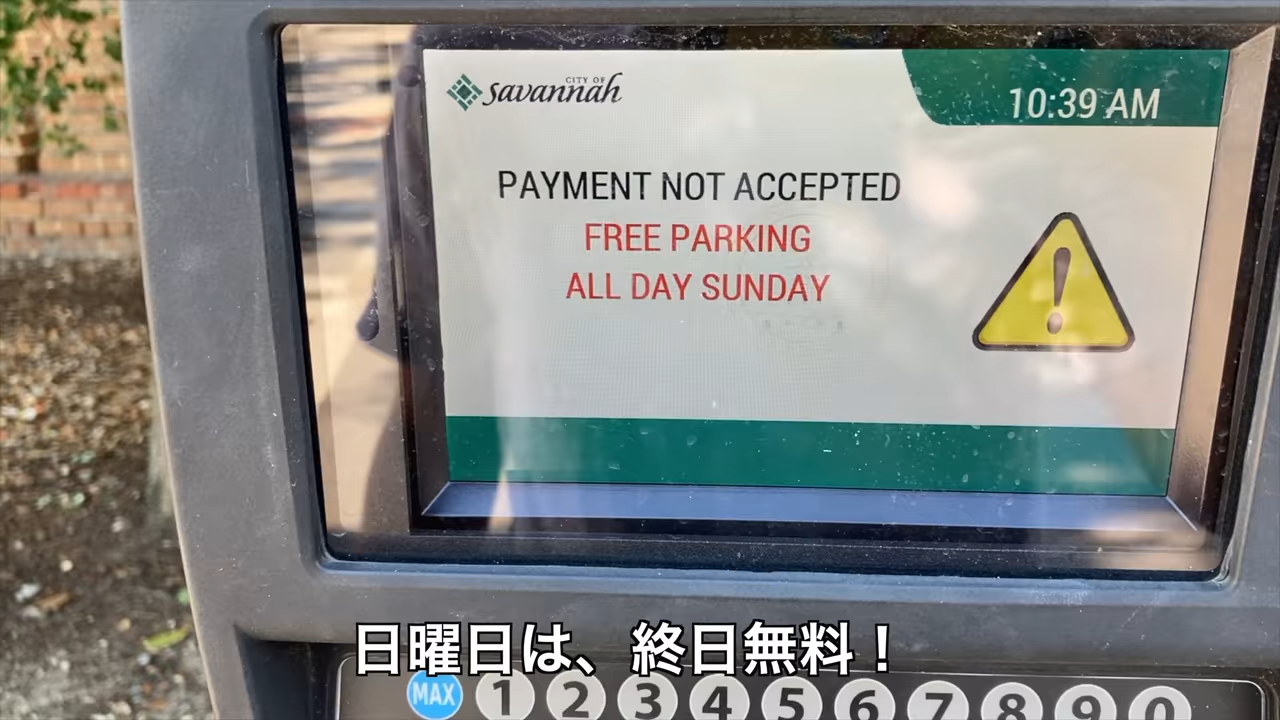 CITY OF
savannah
10:39 AM
PAYMENT NOT ACCEPTED
FREE PARKING
ALL DAY SUNDAY
日曜日は、終日無料！
MAX 1 2 3 4 5 6 7 8 9 0